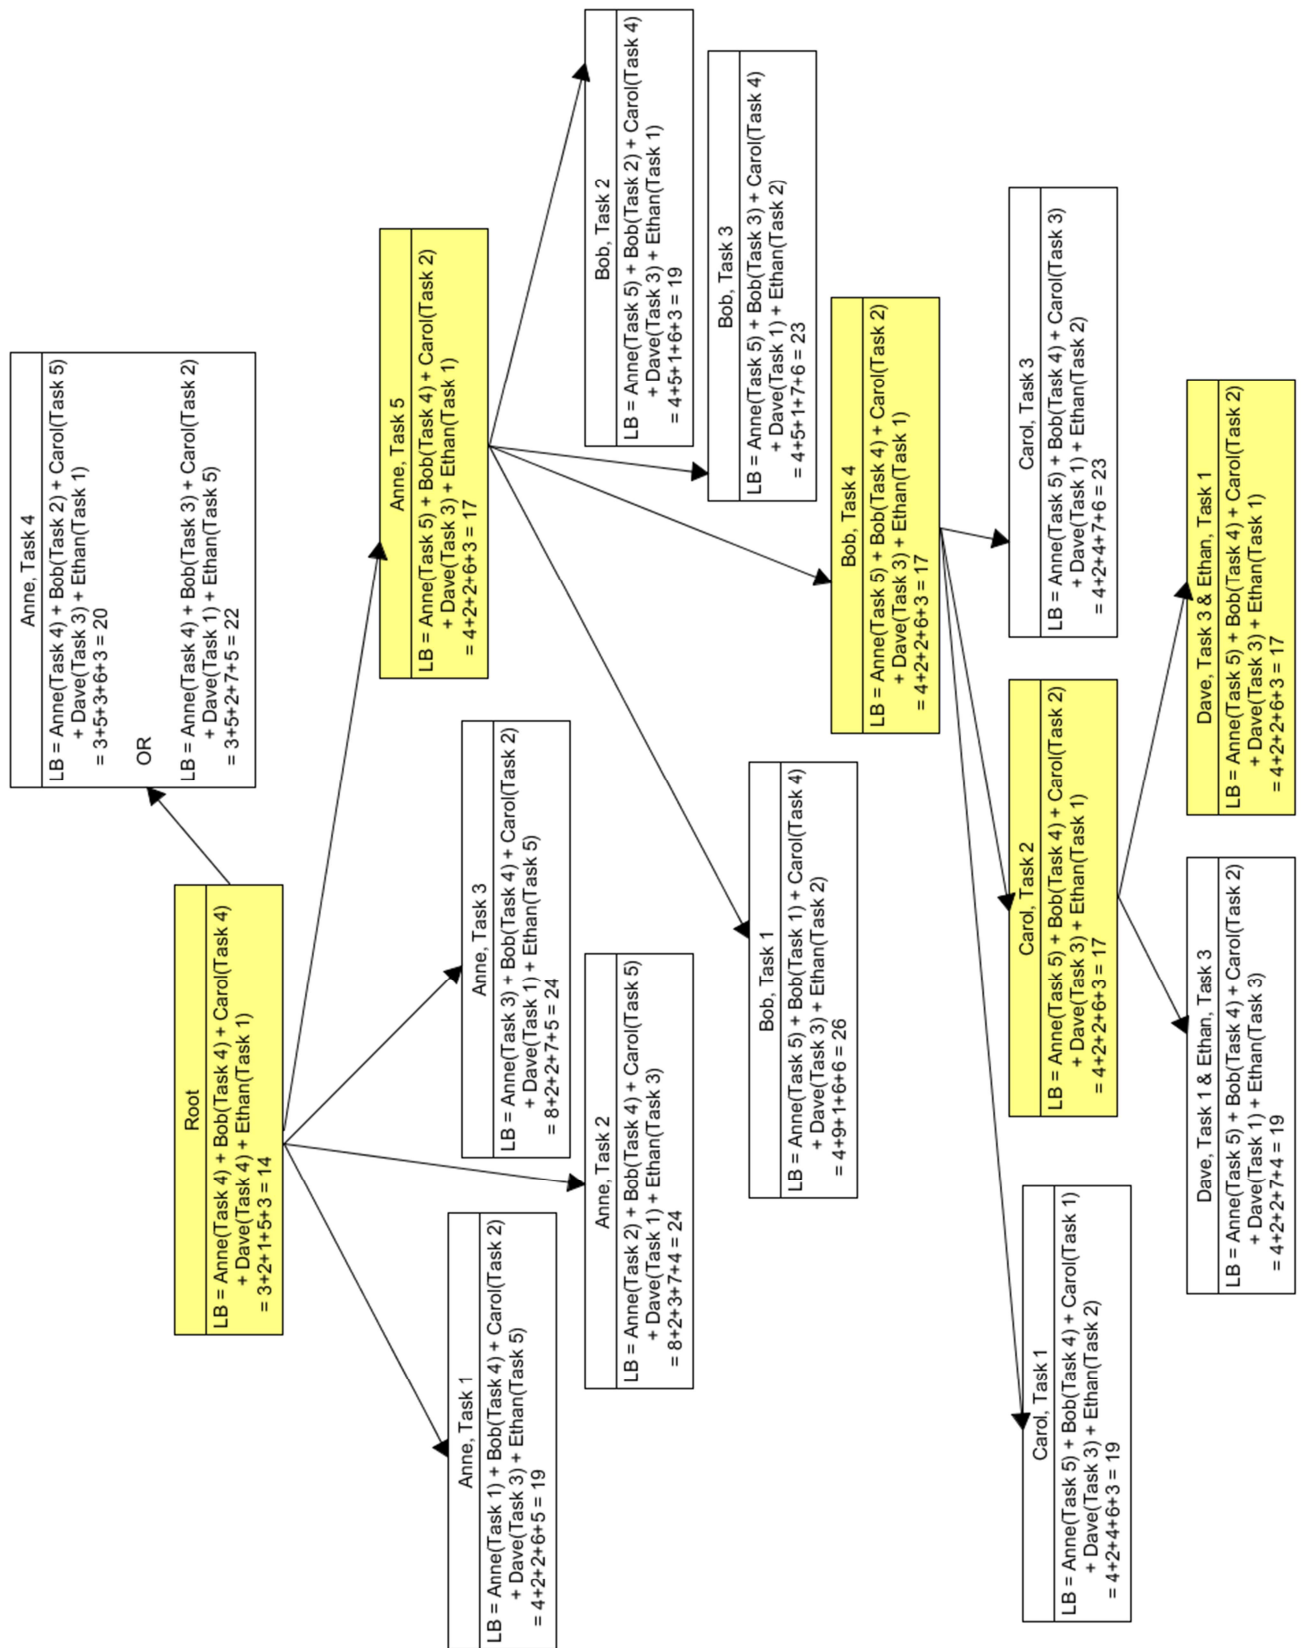 Root
LB = Anne(Task 4) + Bob(Task 4) + Carol(Task 4)
+ Dave(Task 4) + Ethan(Task 1)
= 3+2+1+5+3 = 14
Anne, Task 1
LB = Anne(Task 1) + Bob(Task 4) + Carol(Task 2)
+ Dave(Task 3) + Ethan(Task 5)
= 4+2+2+6+5 = 19
Anne, Task 2
LB = Anne(Task 2) + Bob(Task 4) + Carol(Task 5)
+ Dave(Task 1) + Ethan(Task 3)
= 8+2+3+7+4 = 24
Anne, Task 3
LB = Anne(Task 3) + Bob(Task 4) + Carol(Task 2)
+ Dave(Task 1) + Ethan(Task 5)
= 8+2+2+7+5 = 24
Anne, Task 4
LB = Anne(Task 4) + Bob(Task 2) + Carol(Task 5)
+ Dave(Task 3) + Ethan(Task 1)
= 3+5+3+6+3 = 20
OR
LB = Anne(Task 4) + Bob(Task 3) + Carol(Task 2)
+ Dave(Task 1) + Ethan(Task 5)
= 3+5+2+7+5 = 22
Anne, Task 5
LB = Anne(Task 5) + Bob(Task 4) + Carol(Task 2)
+ Dave(Task 3) + Ethan(Task 1)
= 4+2+2+6+3 = 17
Bob, Task 1
LB = Anne(Task 5) + Bob(Task 1) + Carol(Task 4)
+ Dave(Task 3) + Ethan(Task 2)
= 4+9+1+6+6 = 26
Bob, Task 2
LB = Anne(Task 5) + Bob(Task 2) + Carol(Task 4)
+ Dave(Task 3) + Ethan(Task 1)
= 4+5+1+6+3 = 19
Bob, Task 3
LB = Anne(Task 5) + Bob(Task 3) + Carol(Task 4)
+ Dave(Task 1) + Ethan(Task 2)
= 4+5+1+7+6 = 23
Bob, Task 4
LB = Anne(Task 5) + Bob(Task 4) + Carol(Task 2)
+ Dave(Task 3) + Ethan(Task 1)
= 4+2+2+6+3 = 17
Carol, Task 1
LB = Anne(Task 5) + Bob(Task 4) + Carol(Task 1)
+ Dave(Task 3) + Ethan(Task 2)
= 4+2+4+6+3 = 19
Carol, Task 2
LB = Anne(Task 5) + Bob(Task 4) + Carol(Task 2)
+ Dave(Task 3) + Ethan(Task 1)
= 4+2+2+6+3 = 17
Carol, Task 3
LB = Anne(Task 5) + Bob(Task 4) + Carol(Task 3)
+ Dave(Task 1) + Ethan(Task 2)
= 4+2+4+7+6 = 23
Dave, Task 1 & Ethan, Task 3
LB = Anne(Task 5) + Bob(Task 4) + Carol(Task 2)
+ Dave(Task 1) + Ethan(Task 3)
= 4+2+2+7+4 = 19
Dave, Task 3 & Ethan, Task 1
LB = Anne(Task 5) + Bob(Task 4) + Carol(Task 2)
+ Dave(Task 3) + Ethan(Task 1)
= 4+2+2+6+3 = 17